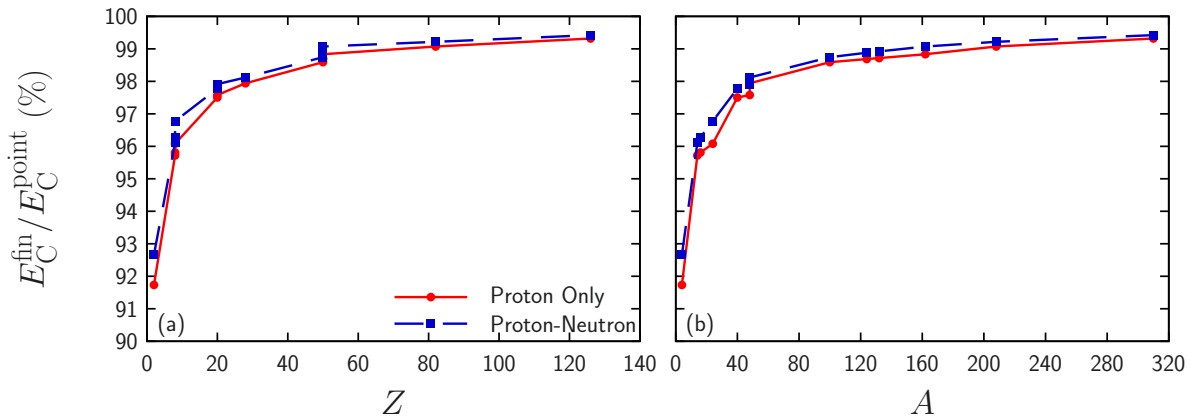 E_C^fin/E_C^point (%)
100
99
98
97
96
95
94
93
92
91
90
(a)
Proton Only
Proton-Neutron
0 20 40 60 80 100 120 140
Z
(b)
0 40 80 120 160 200 240 280 320
A